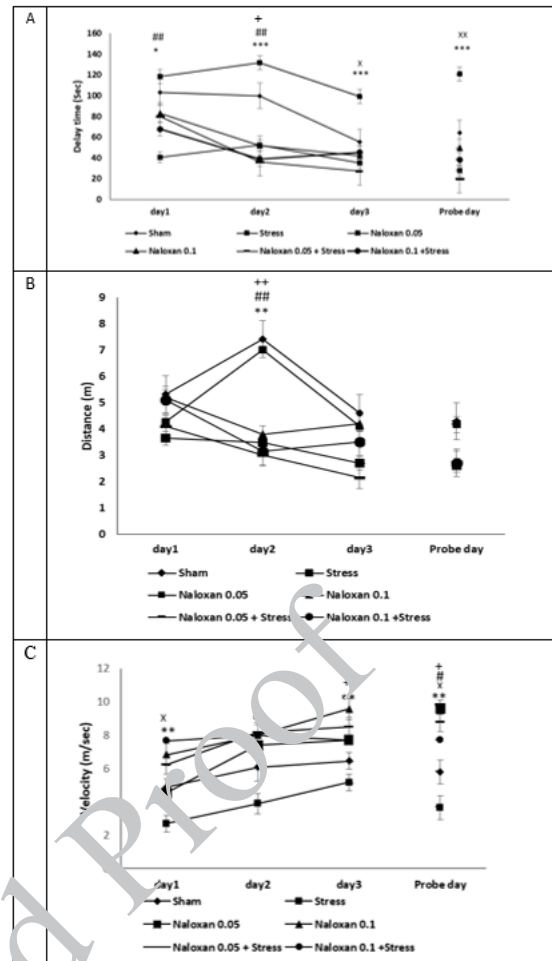 A
160
140
120
100
80
60
40
20
0
Delay time (Sec)
##
*
+
##
***
x
***
xx
***
day1 day2 day3 Probe day
Sham Stress Naloxan 0.05
Naloxan 0.1 Naloxan 0.05 + Stress Naloxan 0.1 +Stress
B
9
8
7
6
5
4
3
2
1
0
Distance (m)
++
##
**
day1 day2 day3 Probe day
Sham Stress
Naloxan 0.05 Naloxan 0.1
Naloxan 0.05 + Stress Naloxan 0.1 +Stress
C
12
10
8
6
2
Velocity (m/sec)
x
**
+
#
x
**
day1 day2 day3 Probe day
Sham Stress
Naloxan 0.05 Naloxan 0.1
Naloxan 0.05 + Stress Naloxan 0.1 +Stress
d Proof